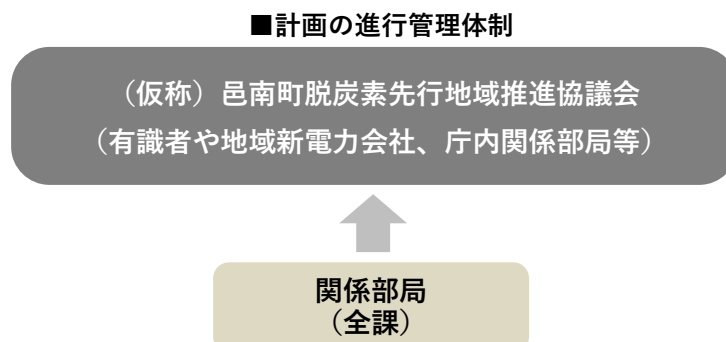 ■計画の進行管理体制
（仮称）邑南町脱炭素先行地域推進協議会
（有識者や地域新電力会社、庁内関係部局等）
関係部局
（全課）